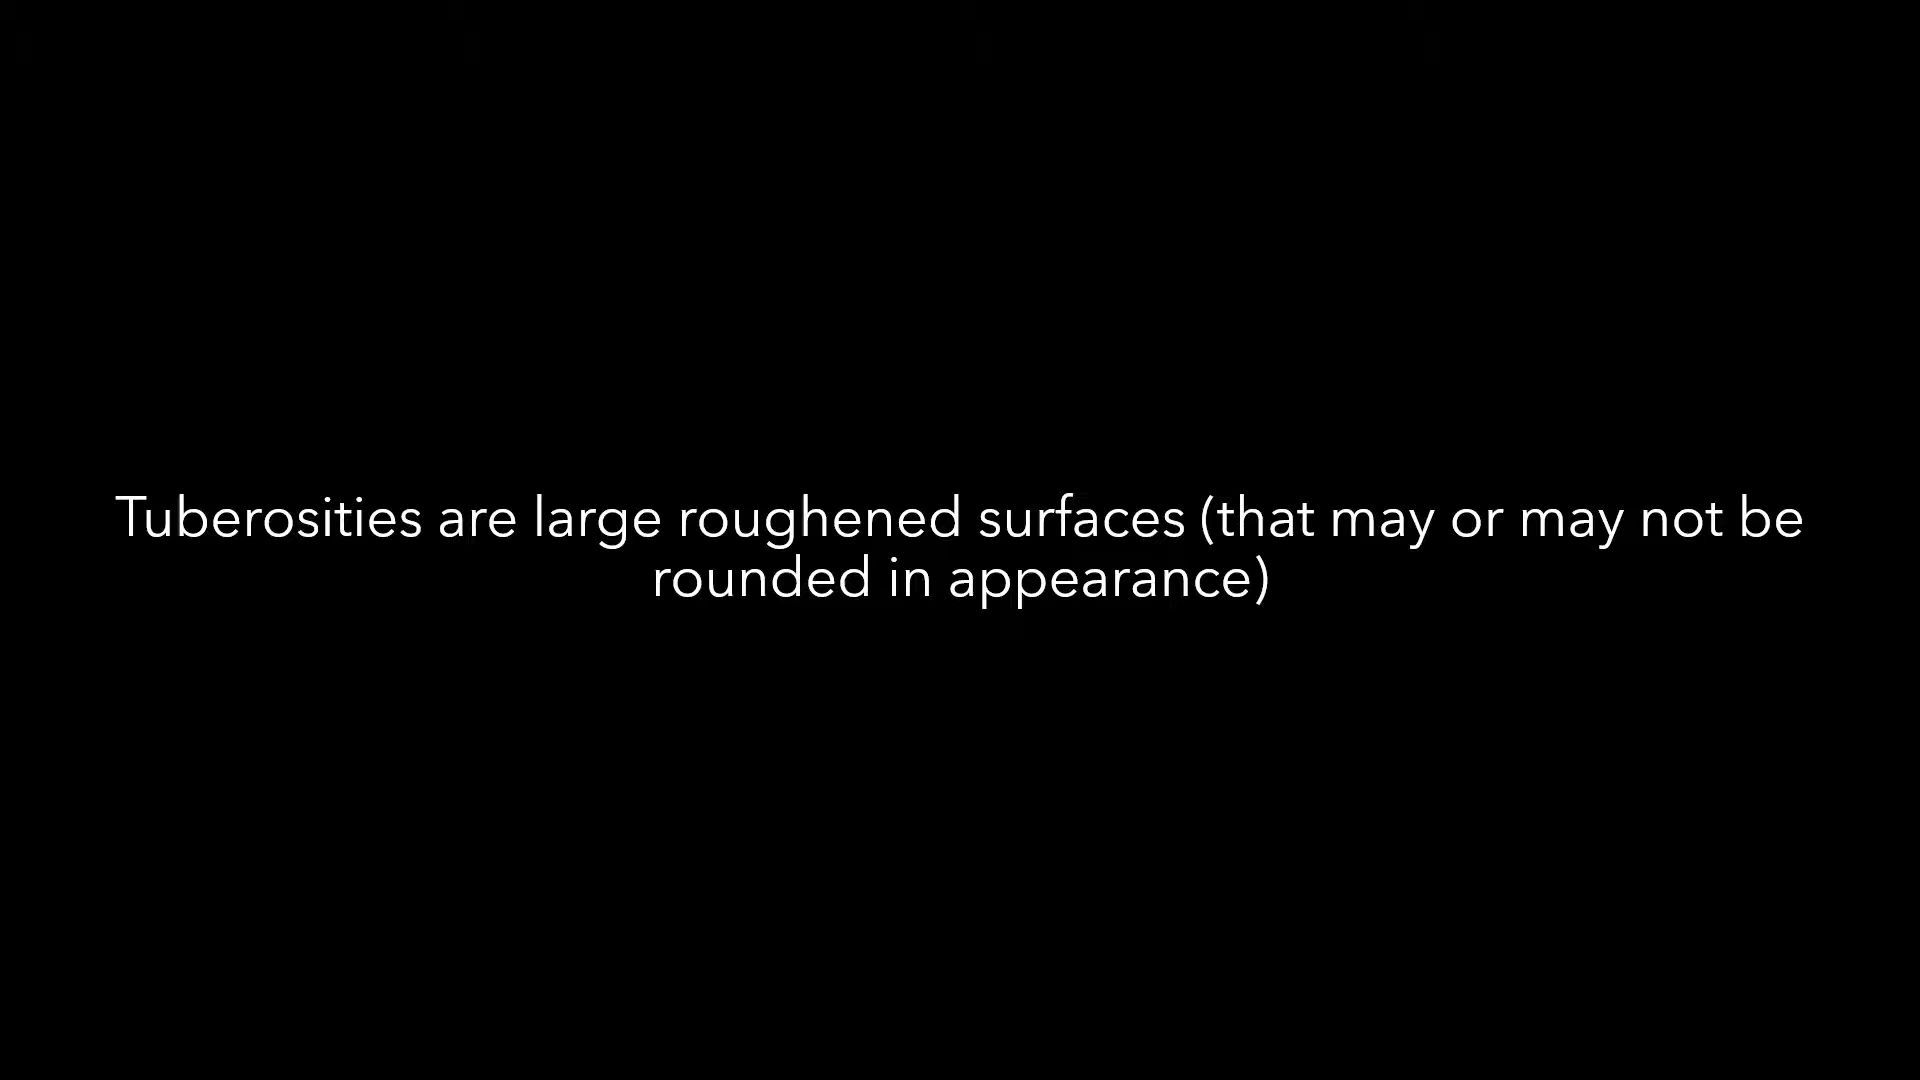 Tuberosities are large roughened surfaces (that may or may not be
rounded in appearance)